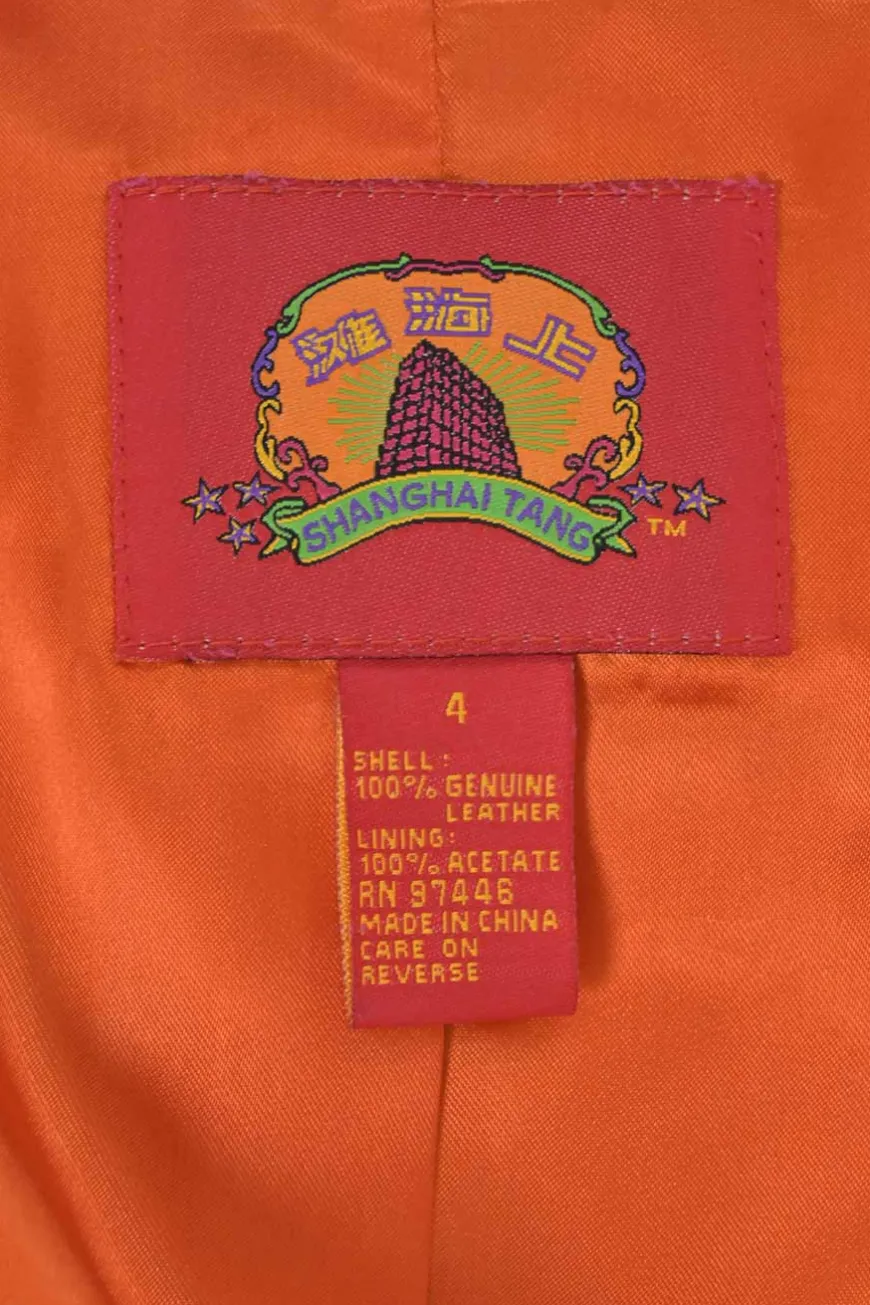 上海滩
SHANGHAI TANG
TM
4
SHELL:
100% GENUINE
LEATHER
LINING:
100% ACETATE
RN 97446
MADE IN CHINA
CARE ON
REVERSE